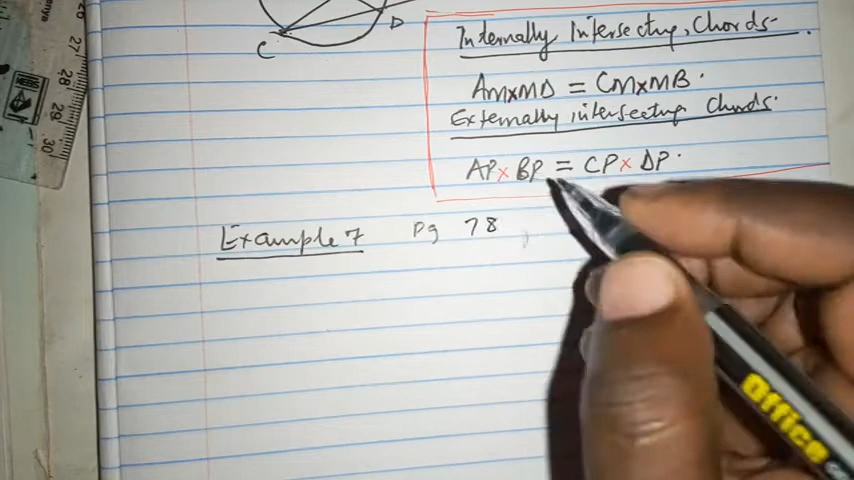 C
D
Internally Intersecting, Chords.
AM×MD = CM×MB.
Externally intersecting Chords.
AP × BP = CP × DP.
Example 7 pg 78
26
27
28
29
30
Office